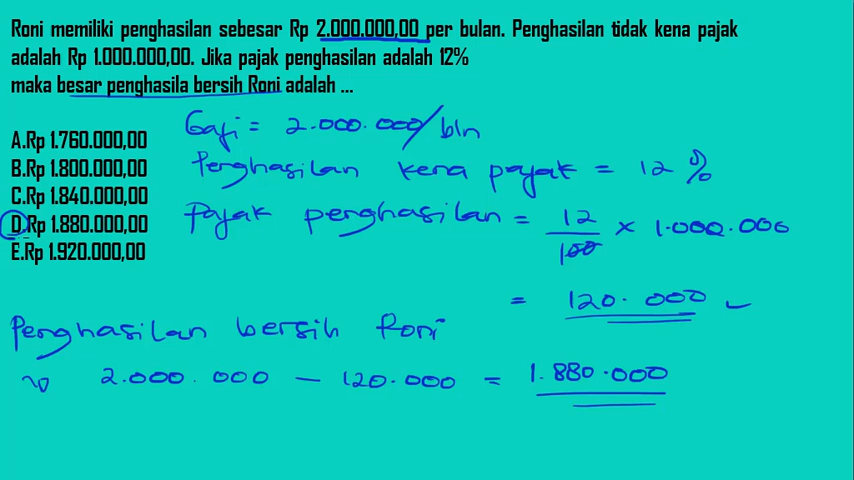 Roni memiliki penghasilan sebesar Rp 2.000.000,00 per bulan. Penghasilan tidak kena pajak
adalah Rp 1.000.000,00. Jika pajak penghasilan adalah 12%
maka besar penghasila bersih Roni adalah ...
A.Rp 1.760.000,00
B.Rp 1.800.000,00
C.Rp 1.840.000,00
D.Rp 1.880.000,00
E.Rp 1.920.000,00
Gaji = 2.000.000/bln
Penghasilan kena pajak = 12 %
Pajak penghasilan = 12/100 × 1.000.000
= 120.000
Penghasilan bersih Roni
2.000.000 - 120.000 = 1.880.000